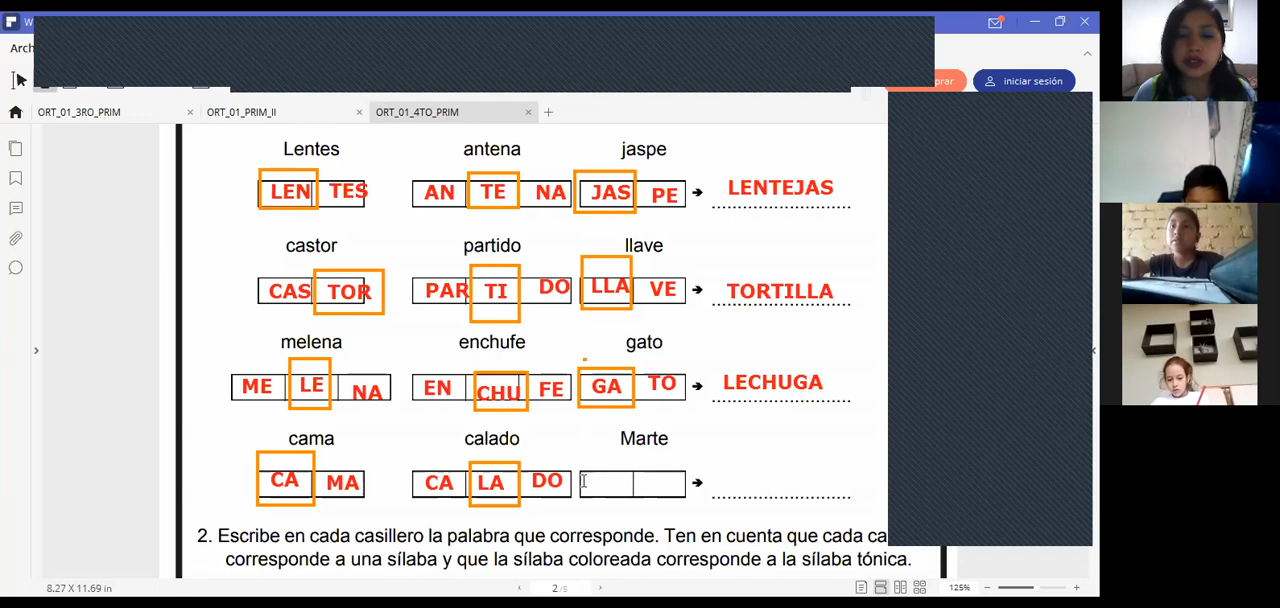 W
Arch
prar
iniciar sesión
ORT_01_3RO_PRIM
ORT_01_PRIM_II
ORT_01_4TO_PRIM
Lentes antena jaspe
LEN TES AN TE NA JAS PE LENTEJAS
castor partido llave
CAS TOR PAR TI DO LLA VE TORTILLA
melena enchufe gato
ME LE NA EN CHU FE GA TO LECHUGA
cama calado Marte
CA MA CA LA DO
2. Escribe en cada casillero la palabra que corresponde. Ten en cuenta que cada ca
corresponde a una sílaba y que la sílaba coloreada corresponde a la sílaba tónica.
8.27 x 11.69 in
2 /5
125%